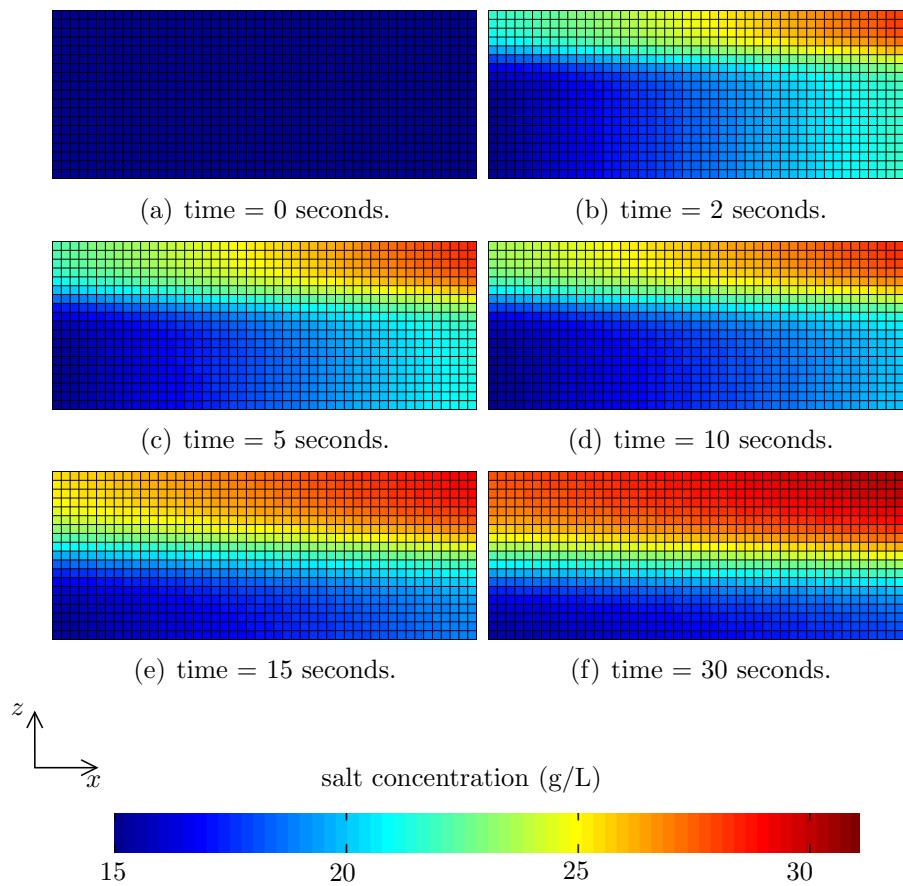 (a) time = 0 seconds.
(b) time = 2 seconds.
(c) time = 5 seconds.
(d) time = 10 seconds.
(e) time = 15 seconds.
(f) time = 30 seconds.
z
x
salt concentration (g/L)
15 20 25 30